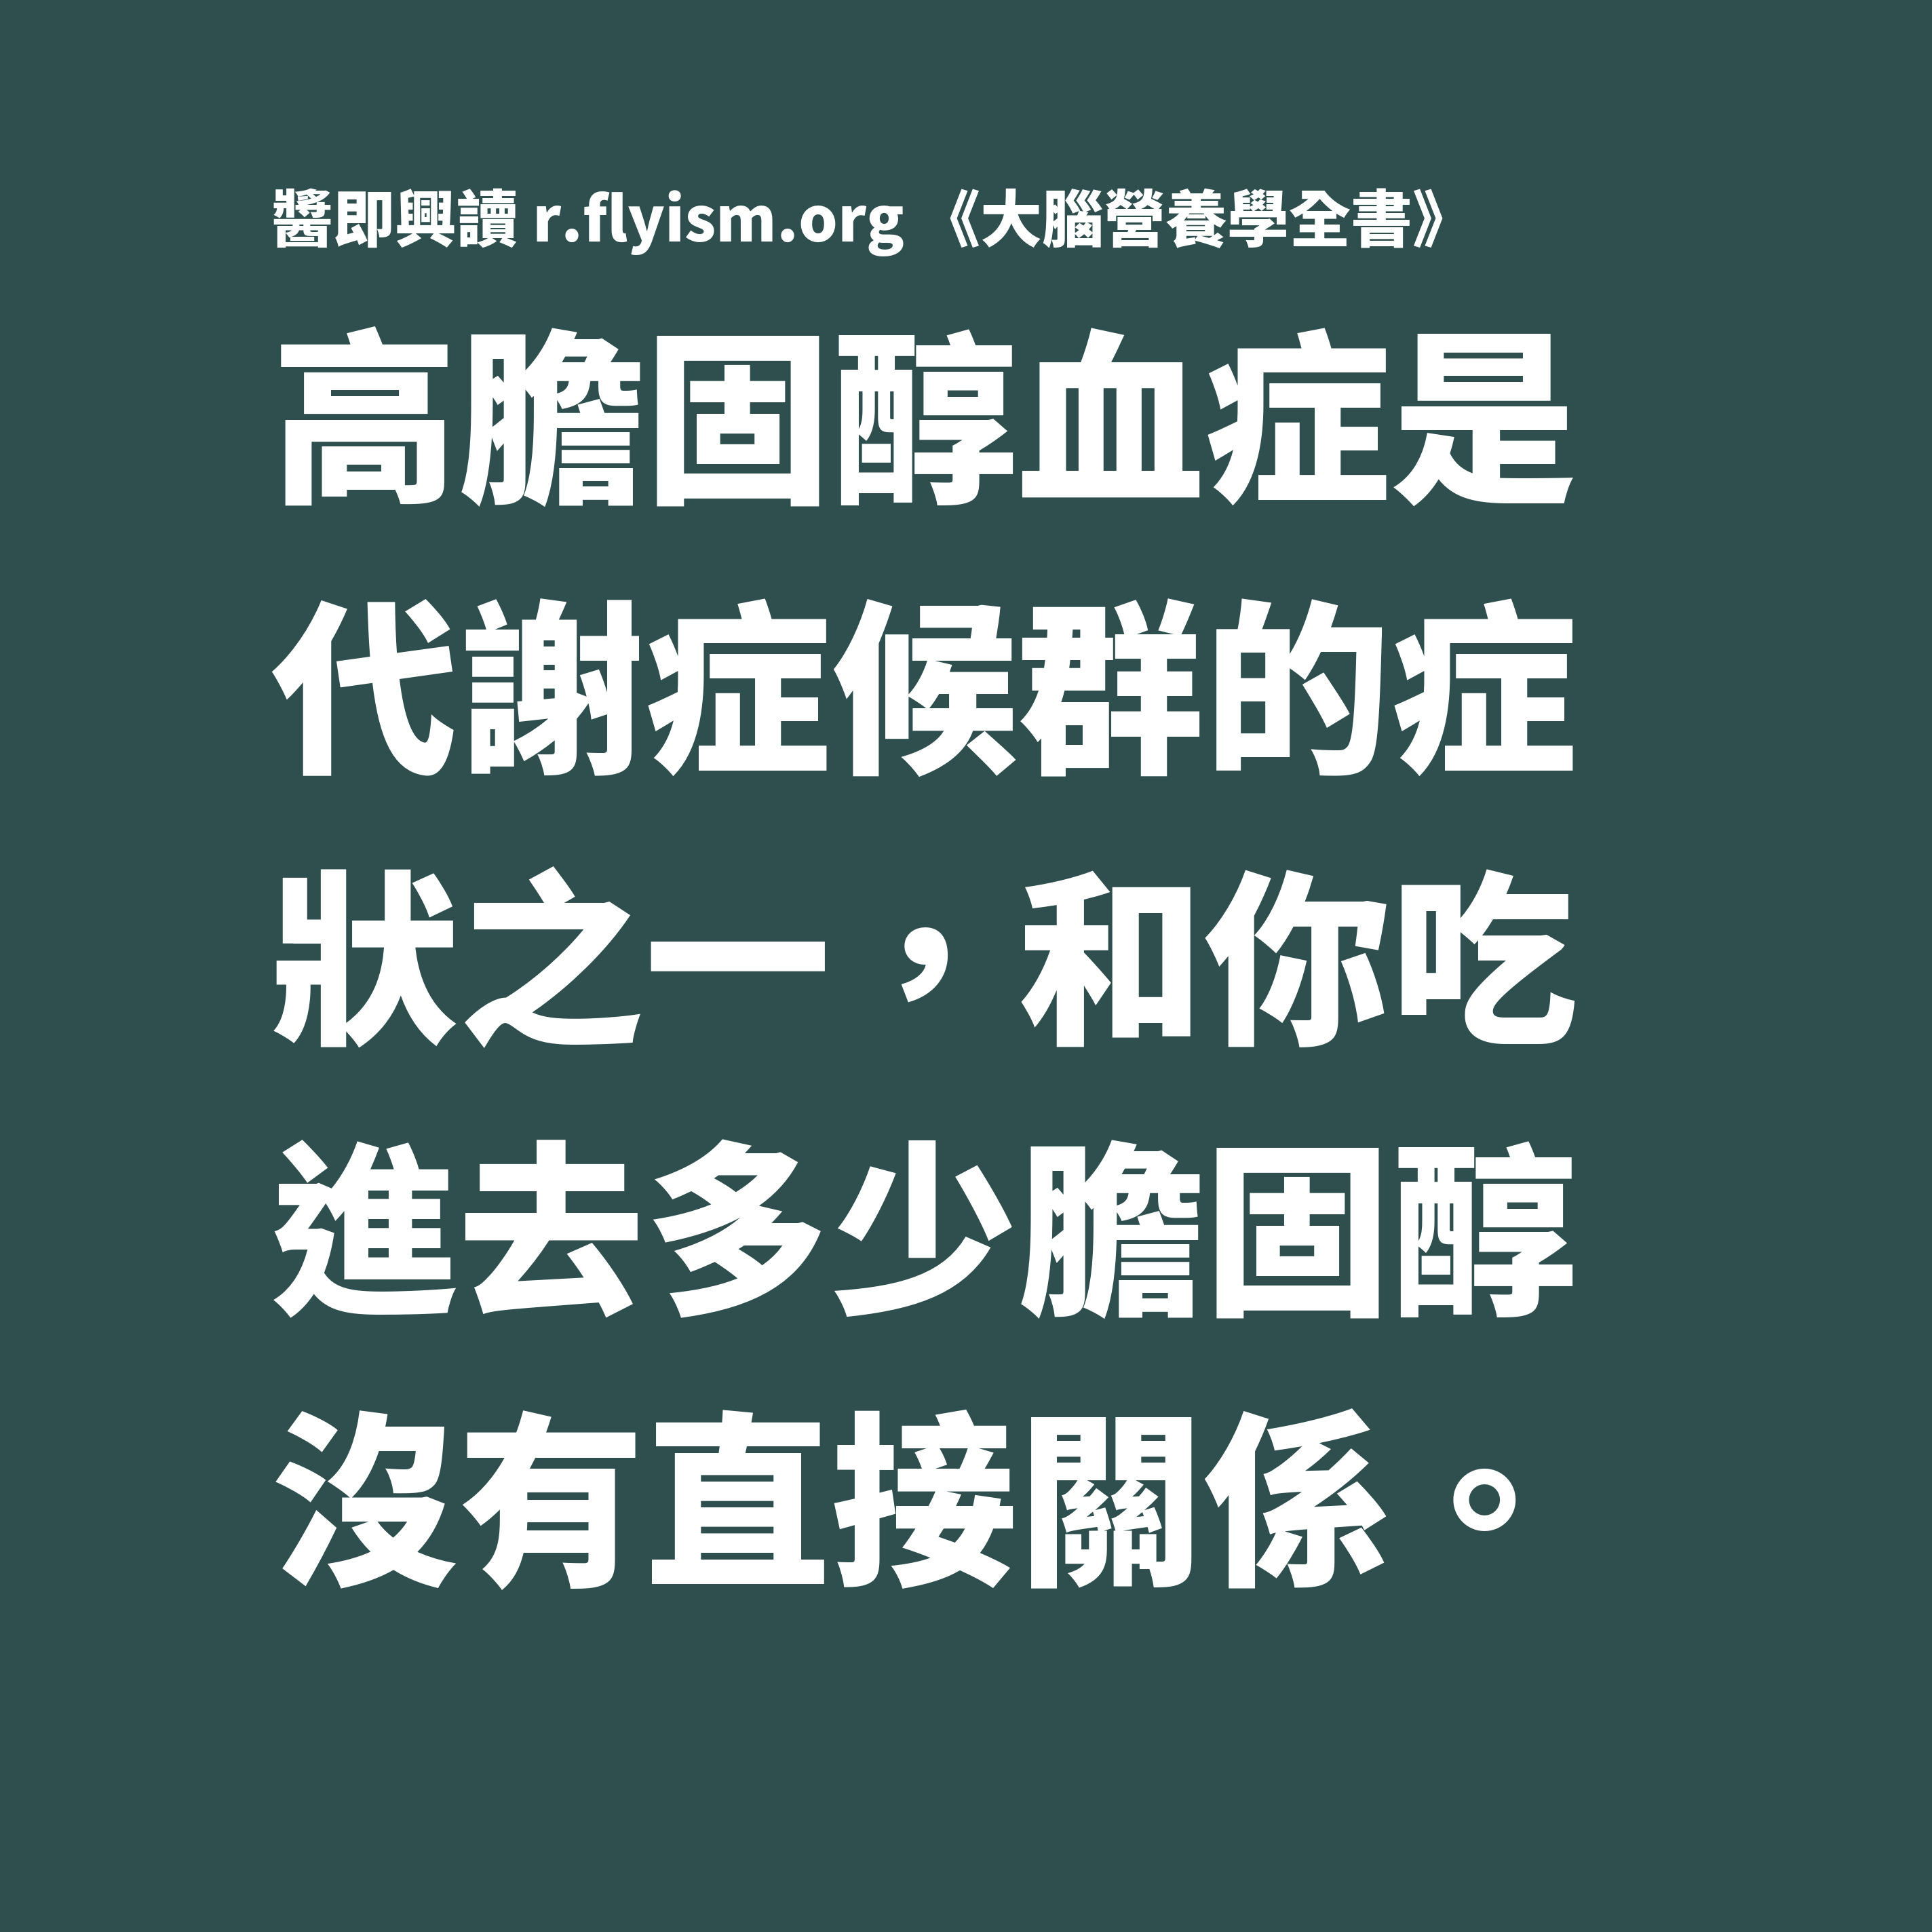 翳即與讀 r.flyism.org 《大腦營養學全書》
高膽固醇血症是
代謝症候群的症
狀之一，和你吃
進去多少膽固醇
沒有直接關係。